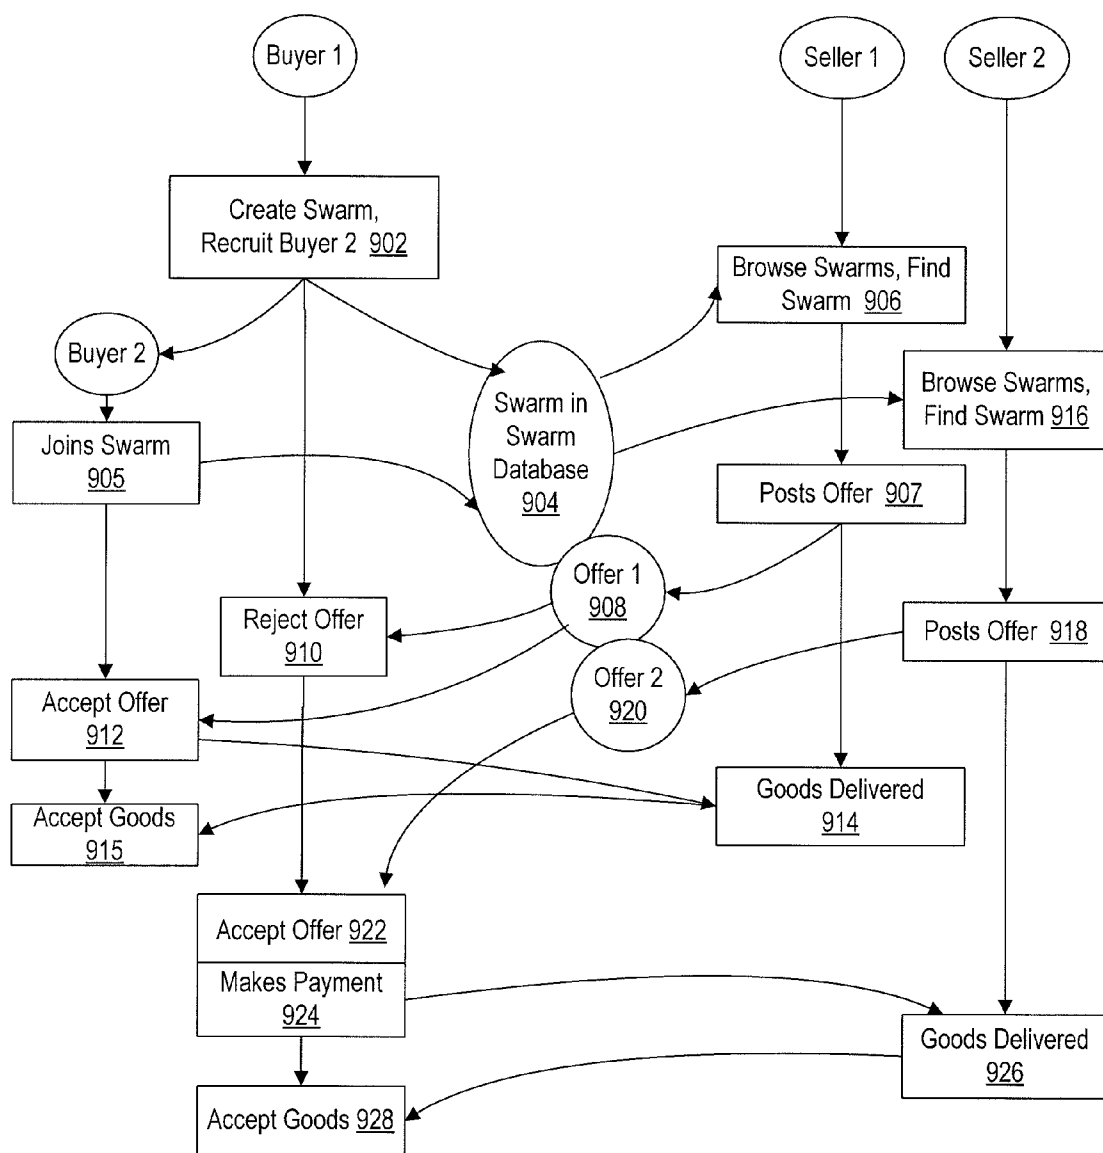 Buyer 1
Seller 1
Seller 2
Create Swarm,
Recruit Buyer 2 902
Browse Swarms, Find
Swarm 906
Buyer 2
Browse Swarms,
Find Swarm 916
Swarm in
Swarm
Database
904
Joins Swarm
905
Posts Offer 907
Offer 1
908
Reject Offer
910
Posts Offer 918
Offer 2
920
Accept Offer
912
Goods Delivered
914
Accept Goods
915
Accept Offer 922
Makes Payment
924
Goods Delivered
926
Accept Goods 928